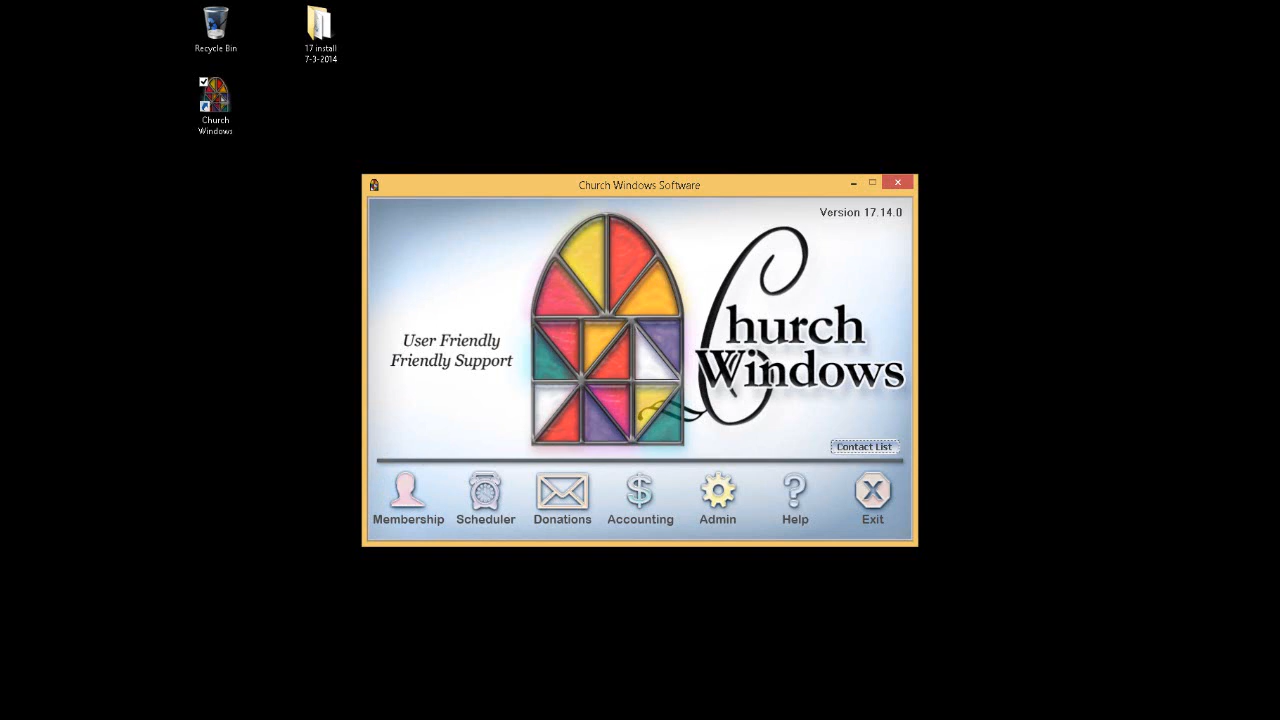 Recycle Bin
17 install
7-3-2014
Church
Windows
Church Windows Software
Version 17.14.0
User Friendly
Friendly Support
Church
Windows
Contact List
Membership
Scheduler
Donations
Accounting
Admin
Help
Exit